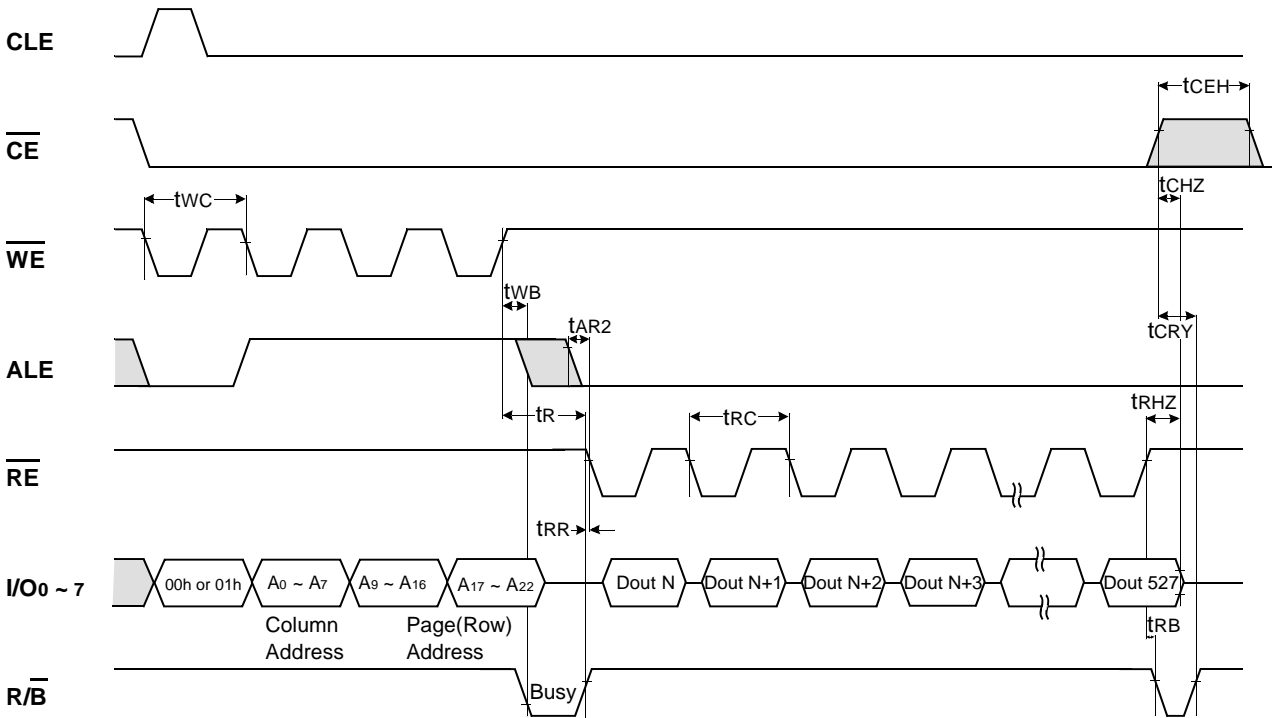 CLE
tCEH
CE
tCHZ
tWC
WE
tWB
tAR2
tCRY
ALE
tR
tRC
tRHZ
RE
tRR
I/O0 ~ 7
00h or 01h
A0 ~ A7
A9 ~ A16
A17 ~ A22
Dout N
Dout N+1
Dout N+2
Dout N+3
Dout 527
Column
Address
Page(Row)
Address
tRB
R/B
Busy